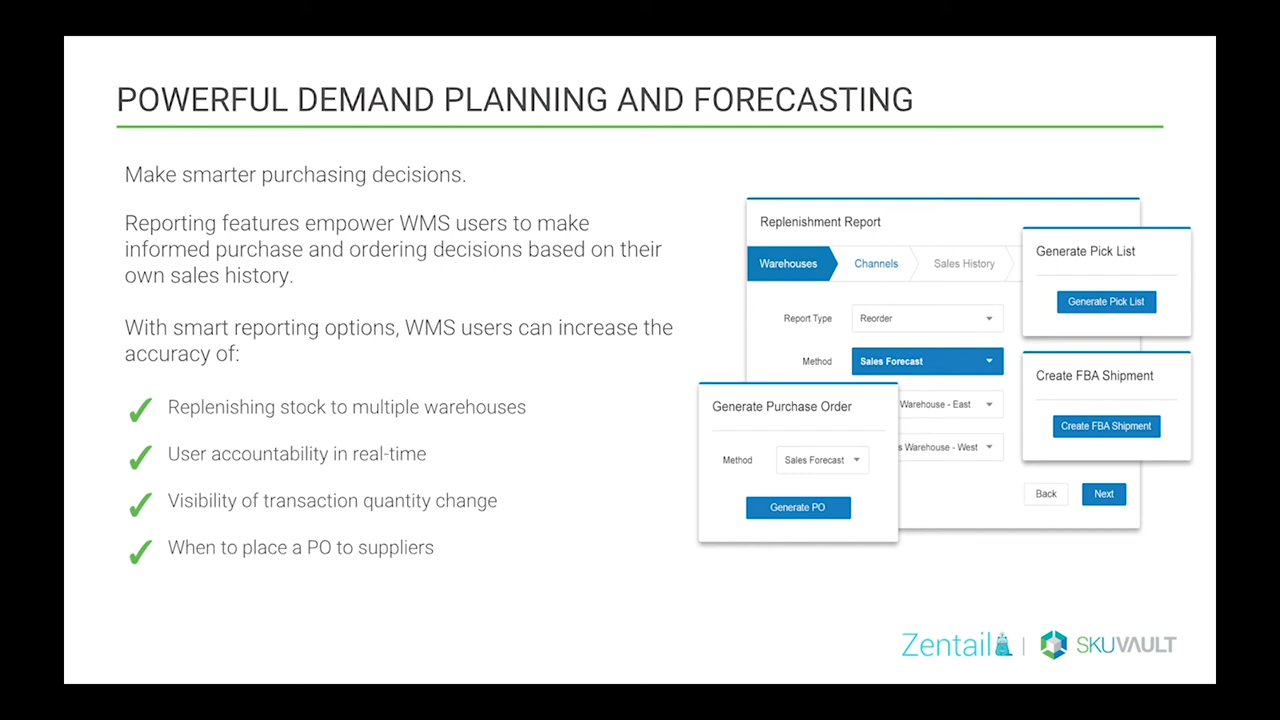 POWERFUL DEMAND PLANNING AND FORECASTING
Make smarter purchasing decisions.
Reporting features empower WMS users to make
informed purchase and ordering decisions based on their
own sales history.
With smart reporting options, WMS users can increase the
accuracy of:
Replenishing stock to multiple warehouses
User accountability in real-time
Visibility of transaction quantity change
When to place a PO to suppliers
Replenishment Report
Warehouses
Channels
Sales History
Report Type
Reorder
Method
Sales Forecast
Warehouse - East
s Warehouse - West
Back
Next
Generate Pick List
Generate Pick List
Create FBA Shipment
Create FBA Shipment
Generate Purchase Order
Method
Sales Forecast
Generate PO
Zentail
SKUVAULT